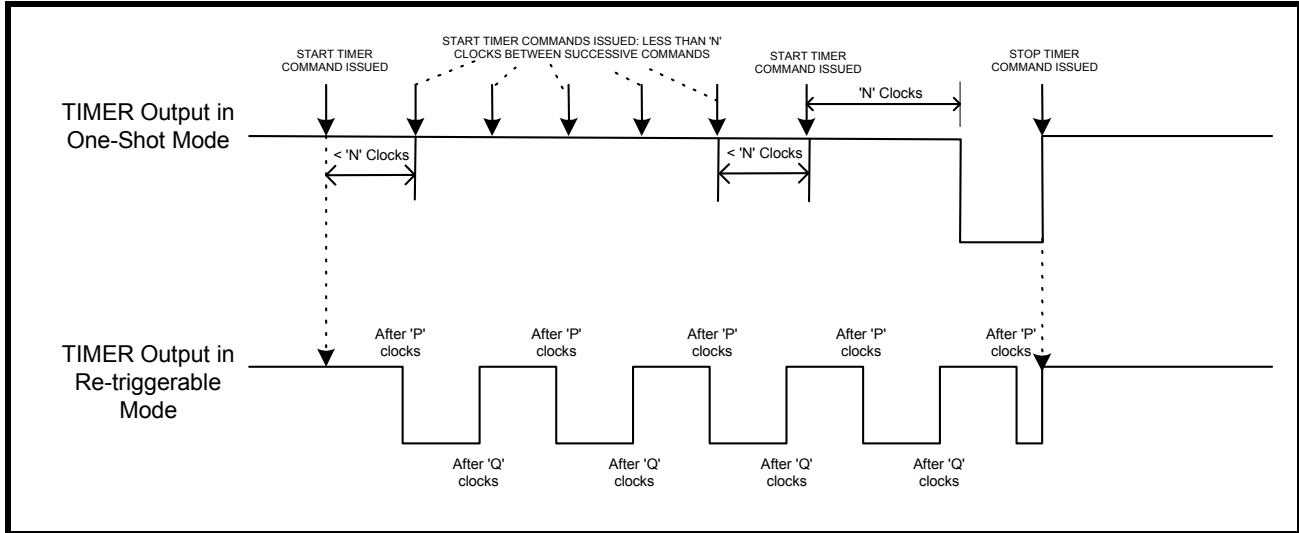 START TIMER
COMMAND ISSUED
START TIMER COMMANDS ISSUED: LESS THAN 'N'
CLOCKS BETWEEN SUCCESSIVE COMMANDS
START TIMER
COMMAND ISSUED
STOP TIMER
COMMAND ISSUED
'N' Clocks
TIMER Output in
One-Shot Mode
< 'N' Clocks
< 'N' Clocks
TIMER Output in
Re-triggerable
Mode
After 'P'
clocks
After 'P'
clocks
After 'P'
clocks
After 'P'
clocks
After 'P'
clocks
After 'Q'
clocks
After 'Q'
clocks
After 'Q'
clocks
After 'Q'
clocks